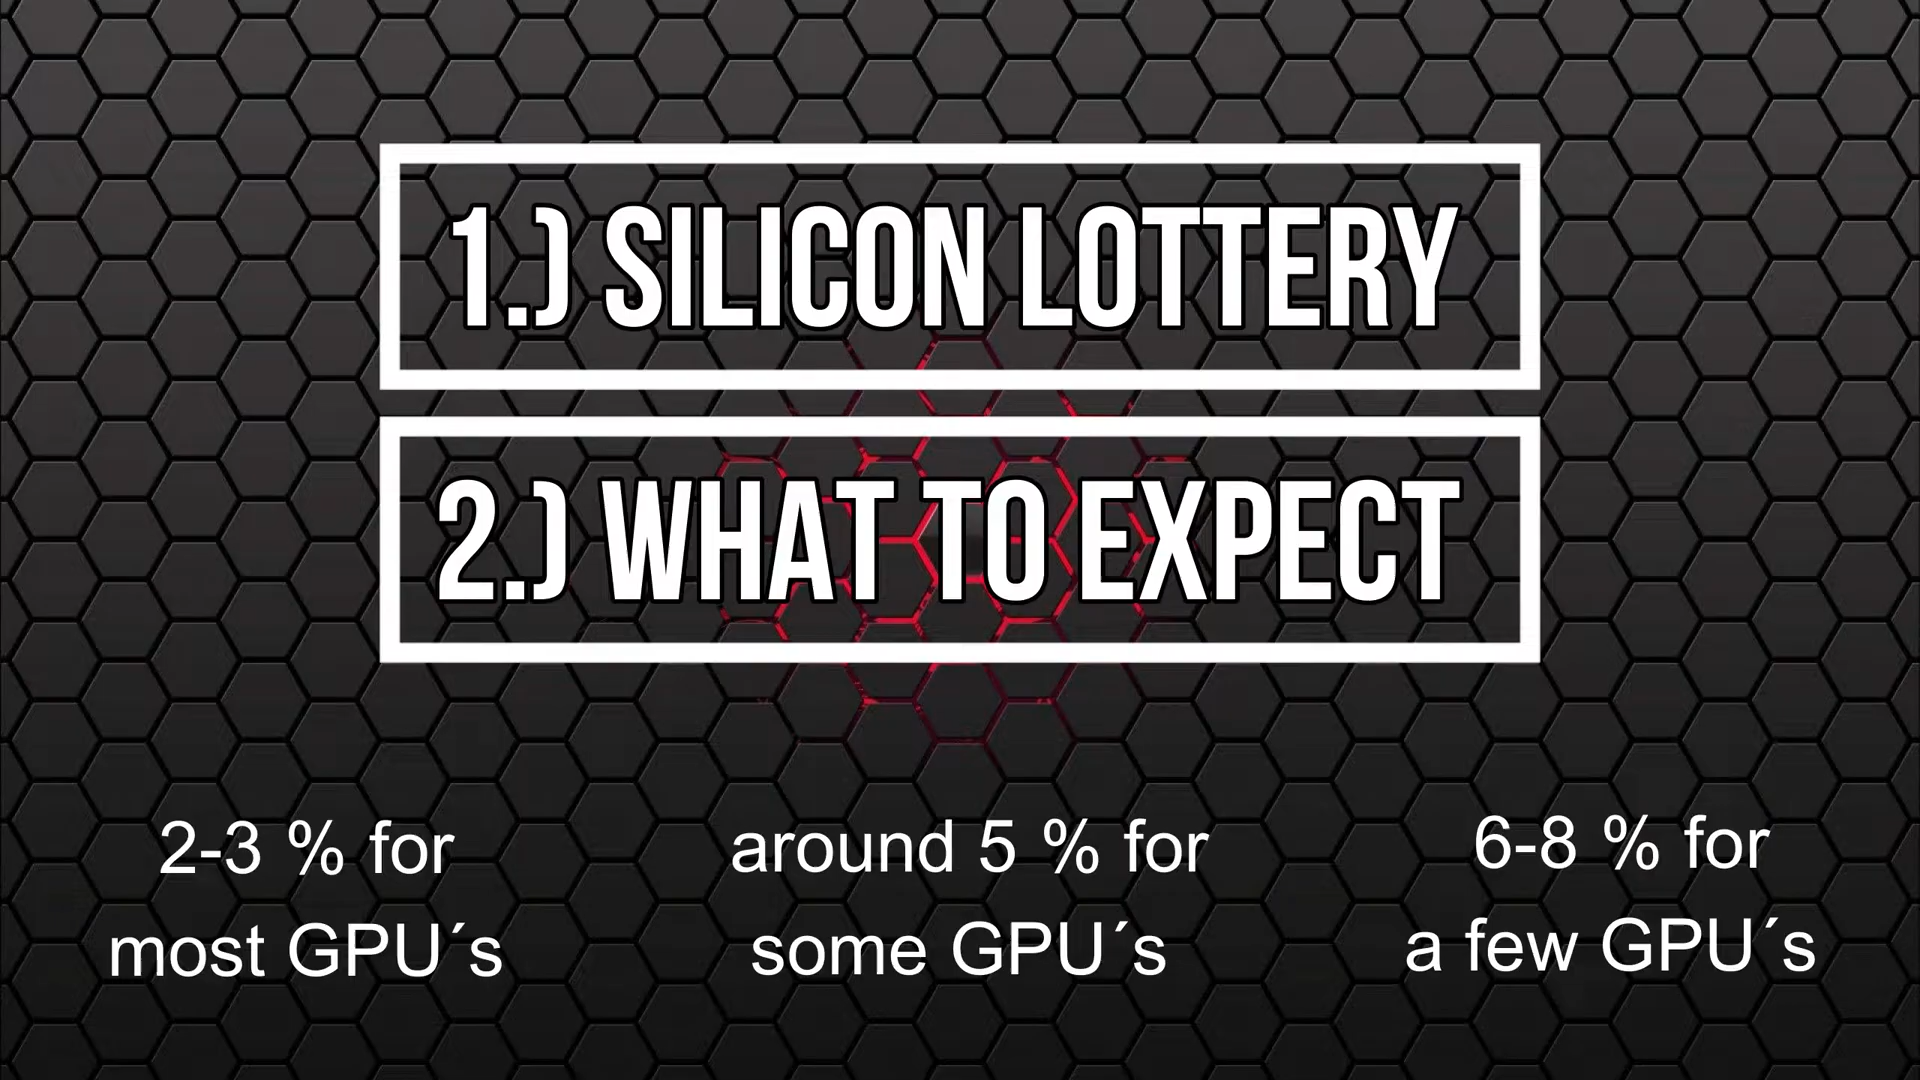 1.) SILICON LOTTERY
2.) WHAT TO EXPECT
2-3 % for
most GPU´s
around 5 % for
some GPU´s
6-8 % for
a few GPU´s